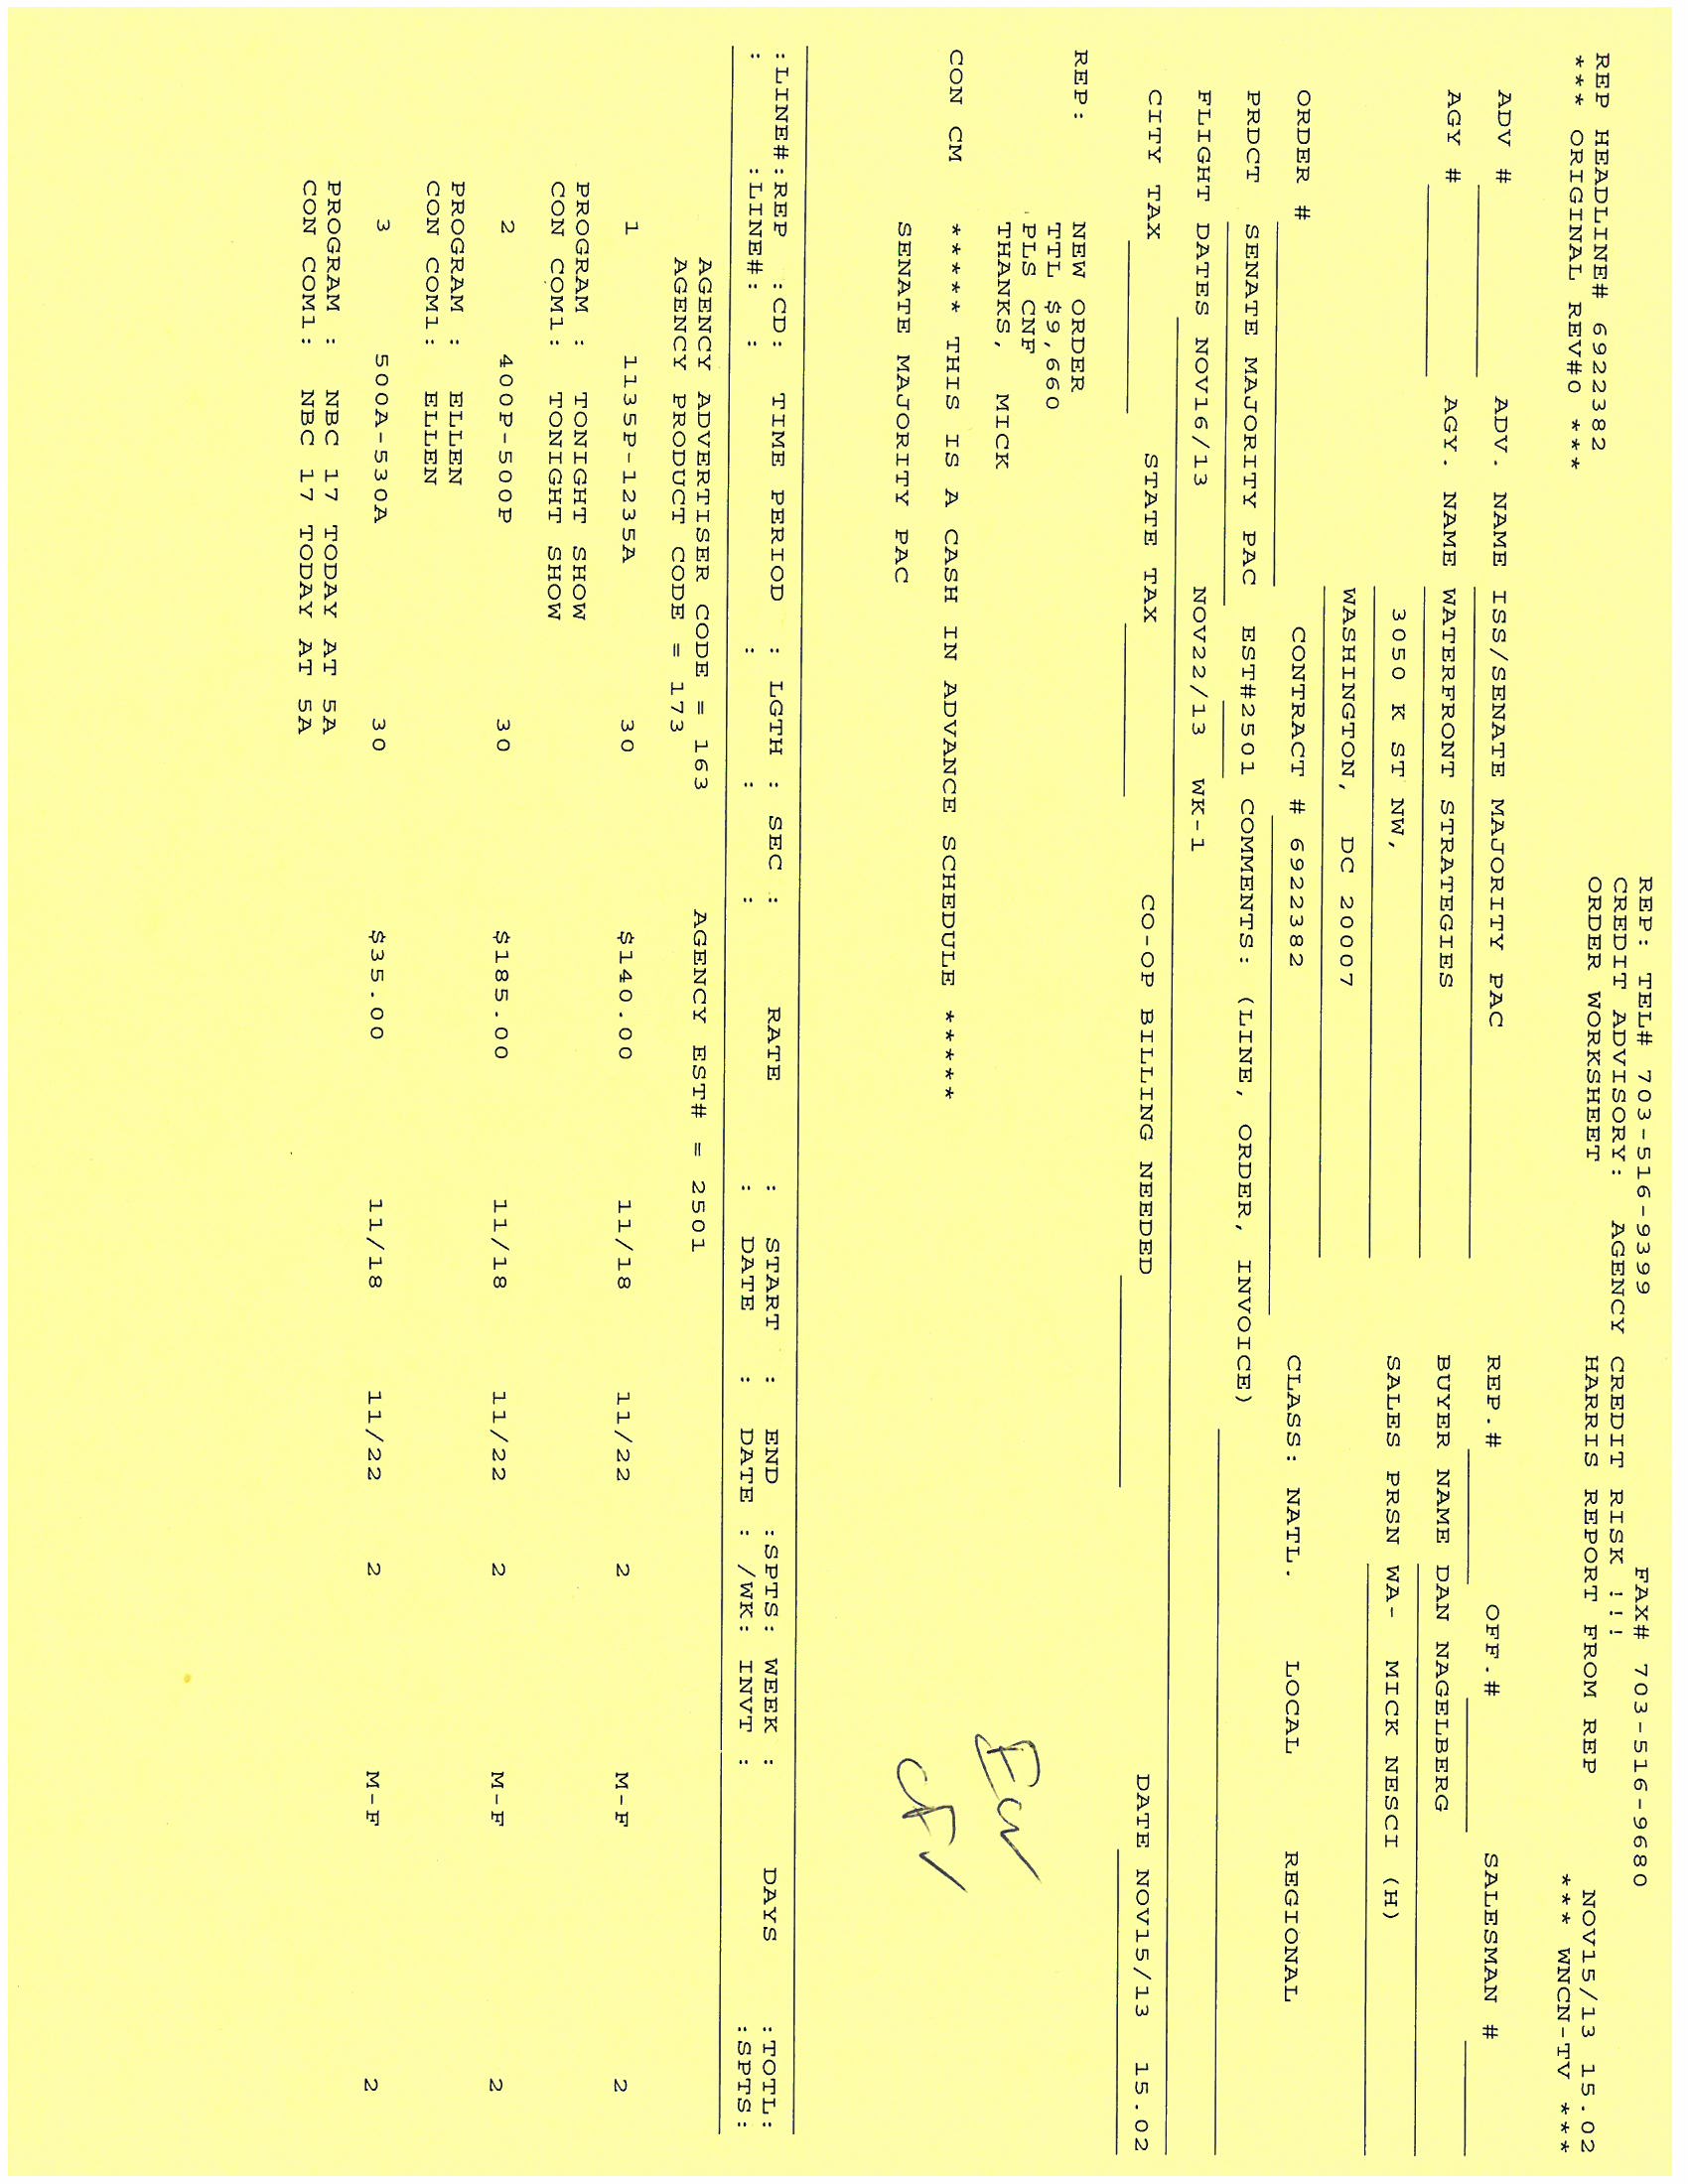 REP: TEL# 703-516-9399 FAX# 703-516-9680
CREDIT ADVISORY: AGENCY CREDIT RISK !!!
REP HEADLINE# 6922382 ORDER WORKSHEET HARRIS REPORT FROM REP NOV15/13 15.02
*** ORIGINAL REV#0 *** *** WNCN-TV ***
ADV # ADV. NAME ISS/SENATE MAJORITY PAC REP.# OFF.# SALESMAN #
AGY # AGY. NAME WATERFRONT STRATEGIES BUYER NAME DAN NAGELBERG
3050 K ST NW, SALES PRSN WA- MICK NESCI (H)
WASHINGTON, DC 20007
ORDER # CONTRACT # 6922382 CLASS: NATL. LOCAL REGIONAL
PRDCT SENATE MAJORITY PAC EST#2501 COMMENTS: (LINE, ORDER, INVOICE)
FLIGHT DATES NOV16/13 NOV22/13 WK-1
CITY TAX STATE TAX CO-OP BILLING NEEDED DATE NOV15/13 15.02
REP: NEW ORDER
TTL $9,660
PLS CNF
THANKS, MICK
CON CM ***** THIS IS A CASH IN ADVANCE SCHEDULE *****
SENATE MAJORITY PAC
:LINE#:REP :CD: TIME PERIOD : LGTH : SEC : RATE : START : END :SPTS: WEEK : DAYS :TOTL:
: :LINE#: : : : : : DATE : DATE : /WK: INVT : :SPTS:
AGENCY ADVERTISER CODE = 163 AGENCY EST# = 2501
AGENCY PRODUCT CODE = 173
1 1135P-1235A 30 $140.00 11/18 11/22 2 M-F 2
PROGRAM : TONIGHT SHOW
CON COM1: TONIGHT SHOW
2 400P-500P 30 $185.00 11/18 11/22 2 M-F 2
PROGRAM : ELLEN
CON COM1: ELLEN
3 500A-530A 30 $35.00 11/18 11/22 2 M-F 2
PROGRAM : NBC 17 TODAY AT 5A
CON COM1: NBC 17 TODAY AT 5A